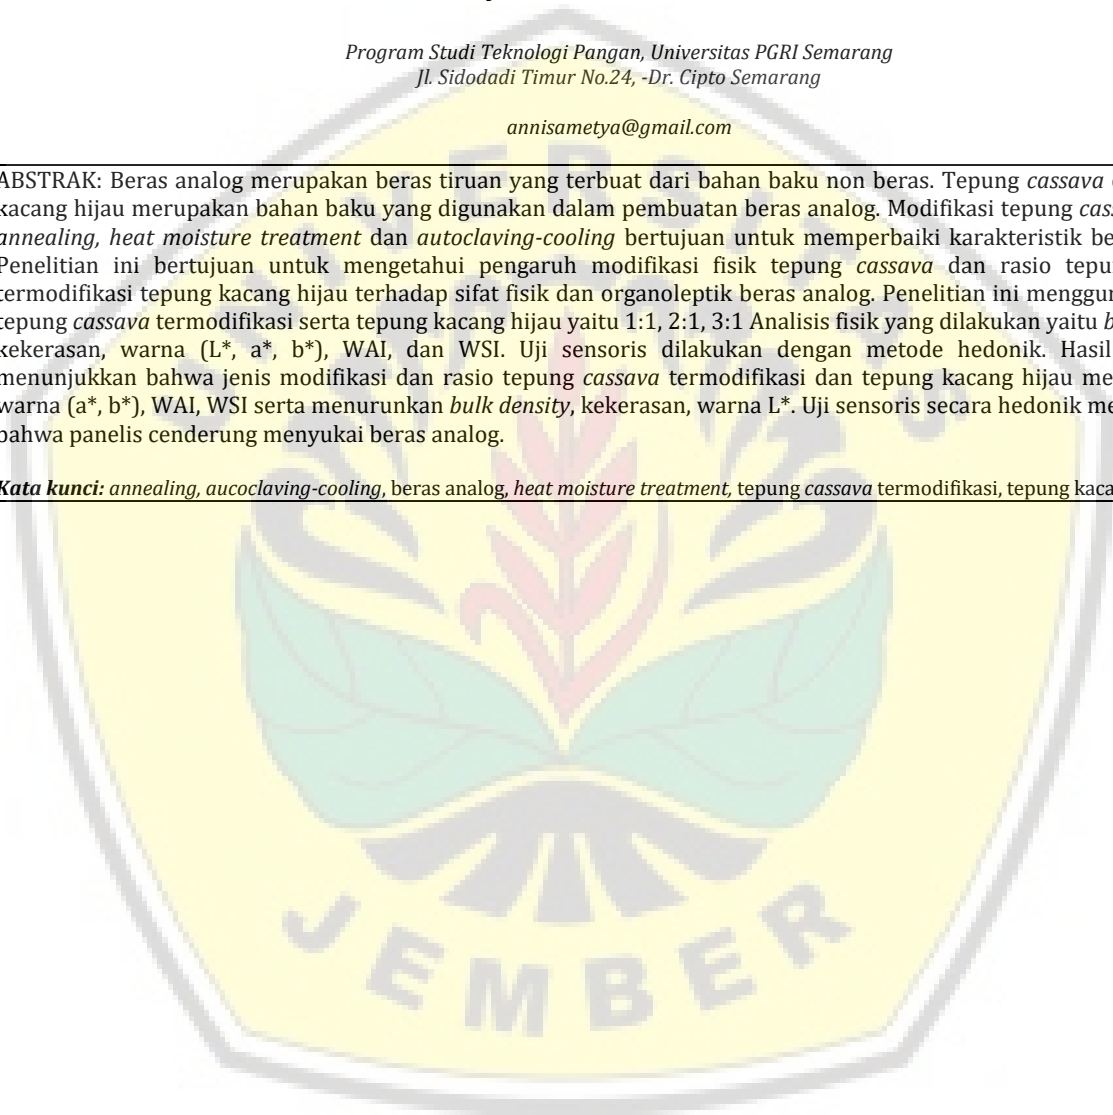 Program Studi Teknologi Pangan, Universitas PGRI Semarang
Jl. Sidodadi Timur No.24, -Dr. Cipto Semarang
annisametya@gmail.com
ABSTRAK: Beras analog merupakan beras tiruan yang terbuat dari bahan baku non beras. Tepung cassava
kacang hijau merupakan bahan baku yang digunakan dalam pembuatan beras analog. Modifikasi tepung
annealing, heat moisture treatment dan autoclaving-cooling bertujuan untuk memperbaiki karakteristik
Penelitian ini bertujuan untuk mengetahui pengaruh modifikasi fisik tepung cassava dan rasio
termodifikasi tepung kacang hijau terhadap sifat fisik dan organoleptik beras analog. Penelitian ini
tepung cassava termodifikasi serta tepung kacang hijau yaitu 1:1, 2:1, 3:1 Analisis fisik yang dilakukan yaitu
kekerasan, warna (L*, a*, b*), WAI, dan WSI. Uji sensoris dilakukan dengan metode hedonik. Hasil
menunjukkan bahwa jenis modifikasi dan rasio tepung cassava termodifikasi dan tepung kacang hijau
warna (a*, b*), WAI, WSI serta menurunkan bulk density, kekerasan, warna L*. Uji sensoris secara hedonik
bahwa panelis cenderung menyukai beras analog.
Kata kunci: annealing, aucoclaving-cooling, beras analog, heat moisture treatment, tepung cassava termodifikasi, tepung
UNIVERSITAS
JEMBER